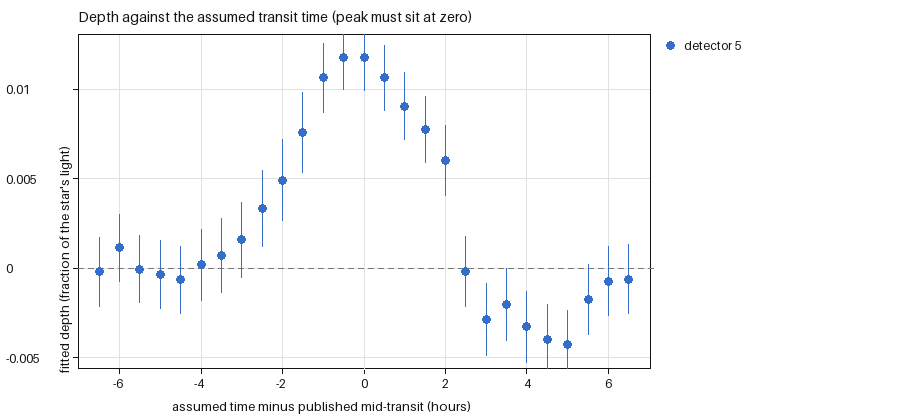 Depth against the assumed transit time (peak must sit at zero)
detector 5
fitted depth (fraction of the star's light)
0.01
0.005
0
-0.005
-6
-4
-2
0
2
4
6
assumed time minus published mid-transit (hours)